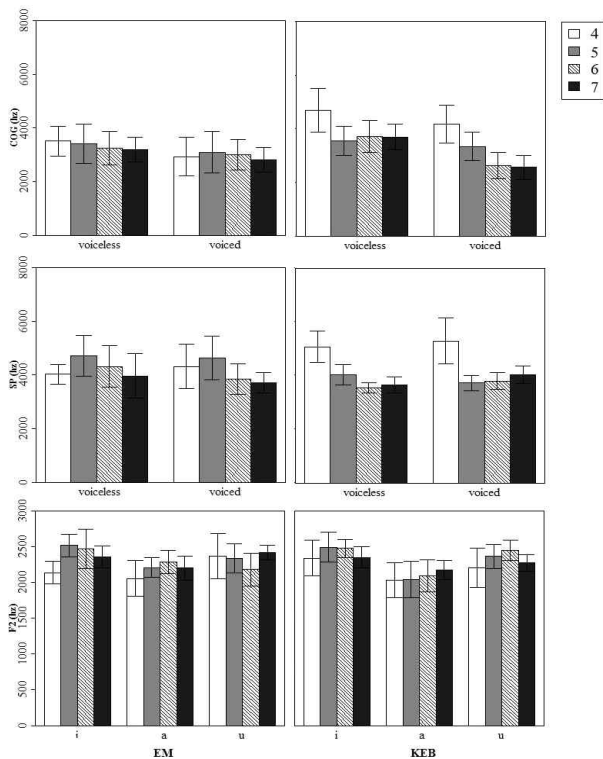 COG (hz)
0 2000 4000 6000 8000
voiceless voiced
voiceless voiced
4
5
6
7
SP (hz)
0 2000 4000 6000 8000
voiceless voiced
voiceless voiced
F2 (hz)
0 500 1000 1500 2000 2500 3000
i a u
EM
i a u
KEB